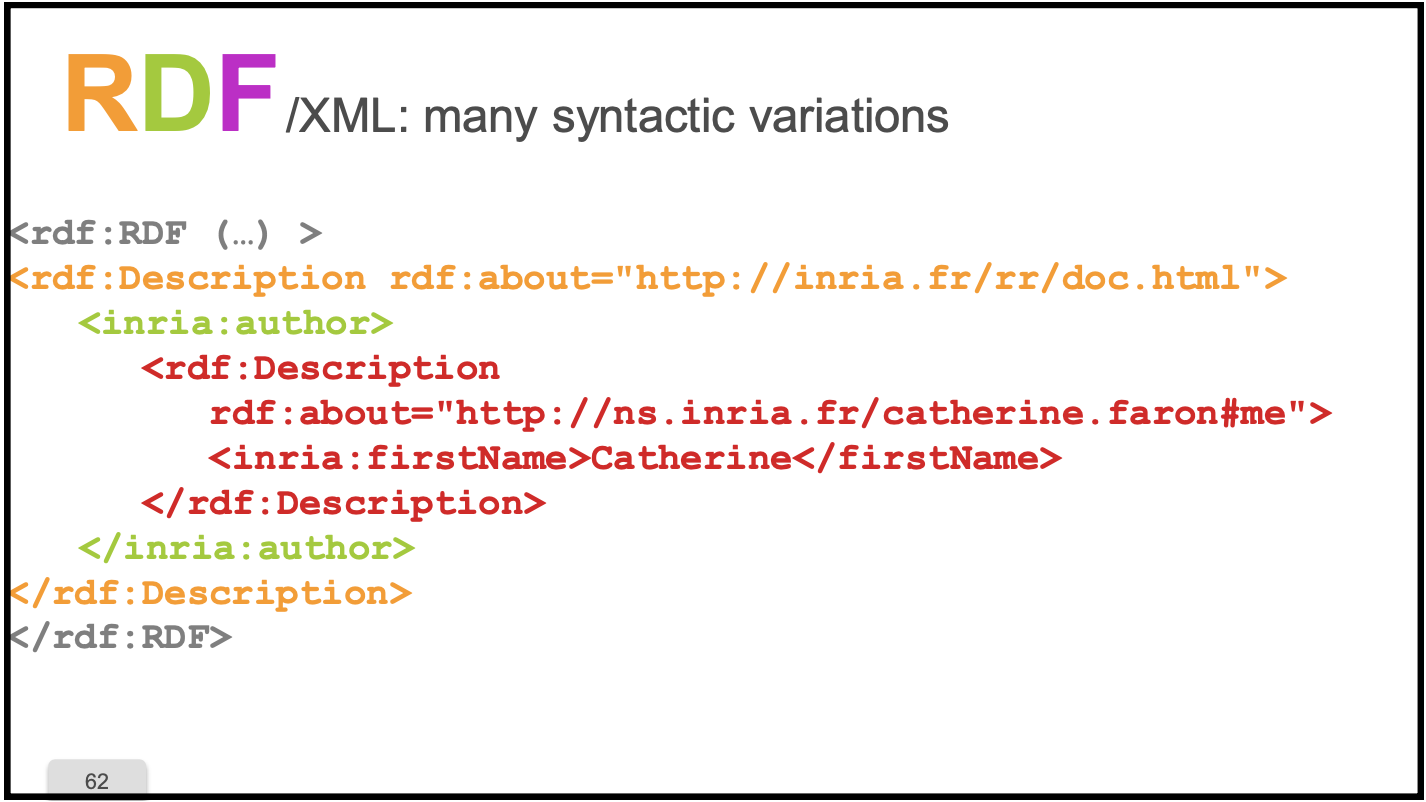 RDF/XML: many syntactic variations
<rdf:RDF (…) >
<rdf:Description rdf:about="http://inria.fr/rr/doc.html">
<inria:author>
<rdf:Description
rdf:about="http://ns.inria.fr/catherine.faron#me">
<inria:firstName>Catherine</firstName>
</rdf:Description>
</inria:author>
</rdf:Description>
</rdf:RDF>
62